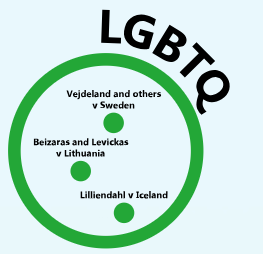 LGBTQ
Vejdeland and others
v Sweden
Beizaras and Levickas
v Lithuania
Lilliendahl v Iceland